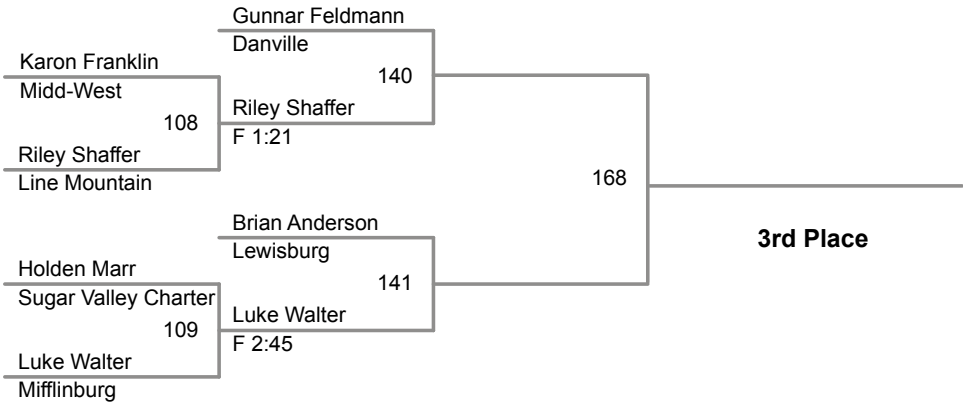 Gunnar Feldmann
Danville
Karon Franklin
Midd-West
140
108
Riley Shaffer
F 1:21
Riley Shaffer
Line Mountain
168
Brian Anderson
Lewisburg
3rd Place
Holden Marr
Sugar Valley Charter
141
109
Luke Walter
F 2:45
Luke Walter
Mifflinburg